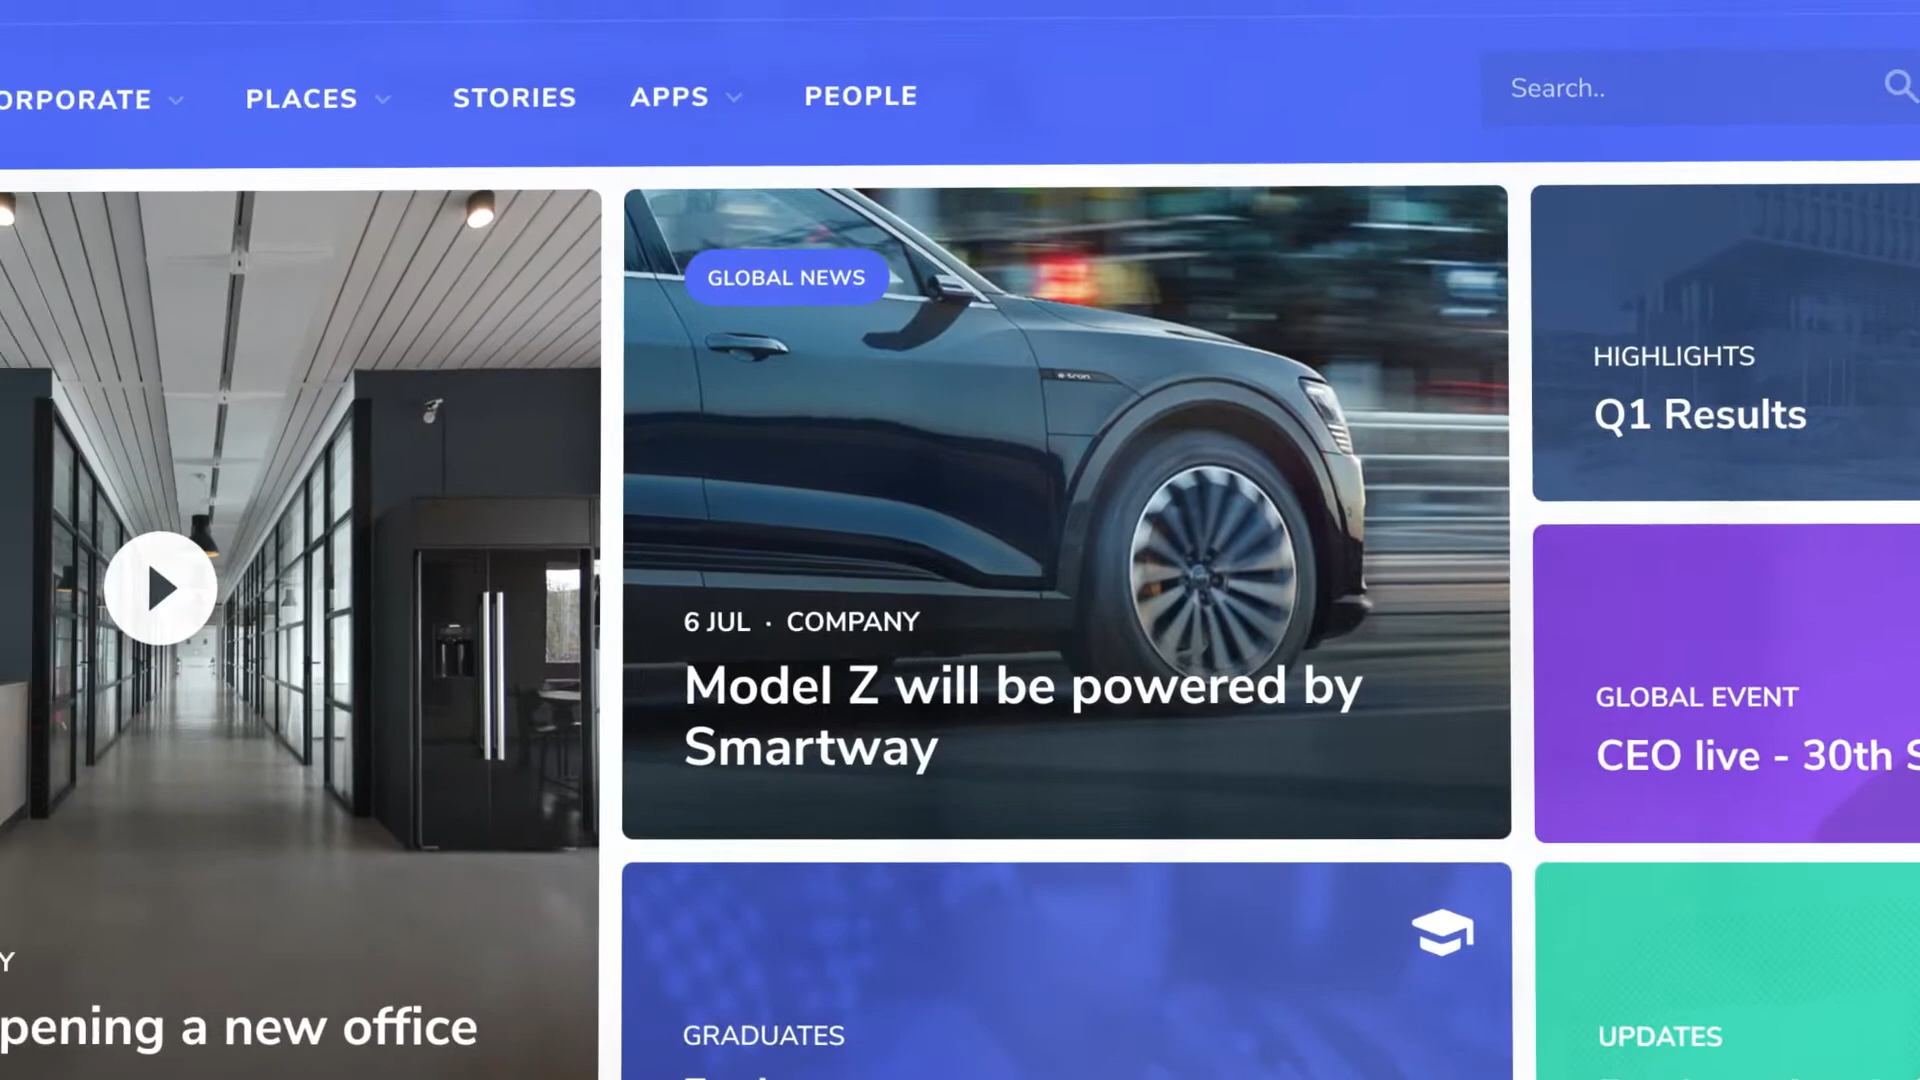 ORPORATE
PLACES
STORIES
APPS
PEOPLE
Search..
GLOBAL NEWS
e-tron
6 JUL · COMPANY
Model Z will be powered by
Smartway
HIGHLIGHTS
Q1 Results
GLOBAL EVENT
CEO live - 30th S
Y
pening a new office
GRADUATES
UPDATES